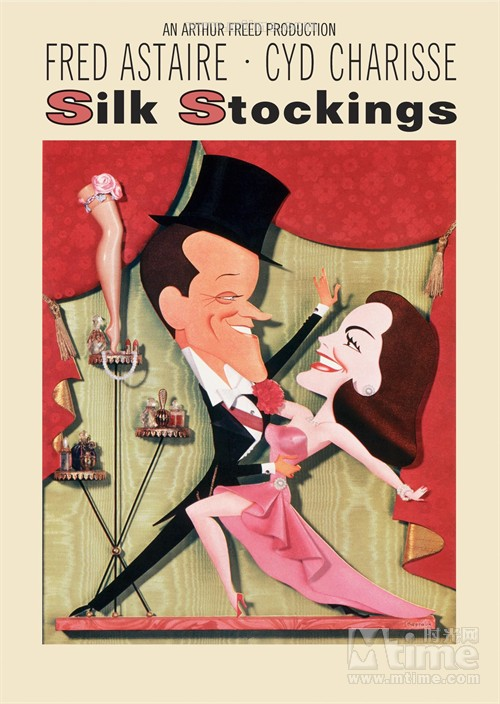 AN ARTHUR FREED PRODUCTION
FRED ASTAIRE · CYD CHARISSE
Silk Stockings
Mtime 时光网
www.mtime.com